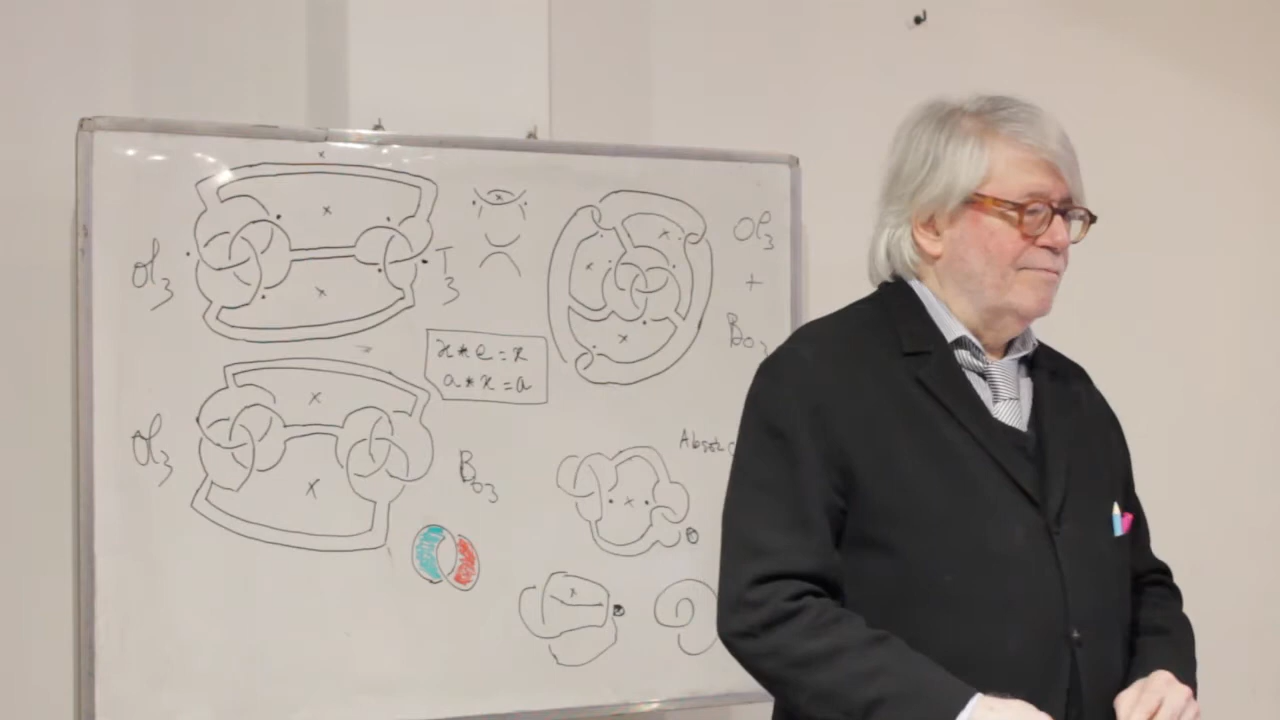 Ol3
T3
x * e = x
a * x = a
Ol3
+
Bo3
Ol3
Bo3